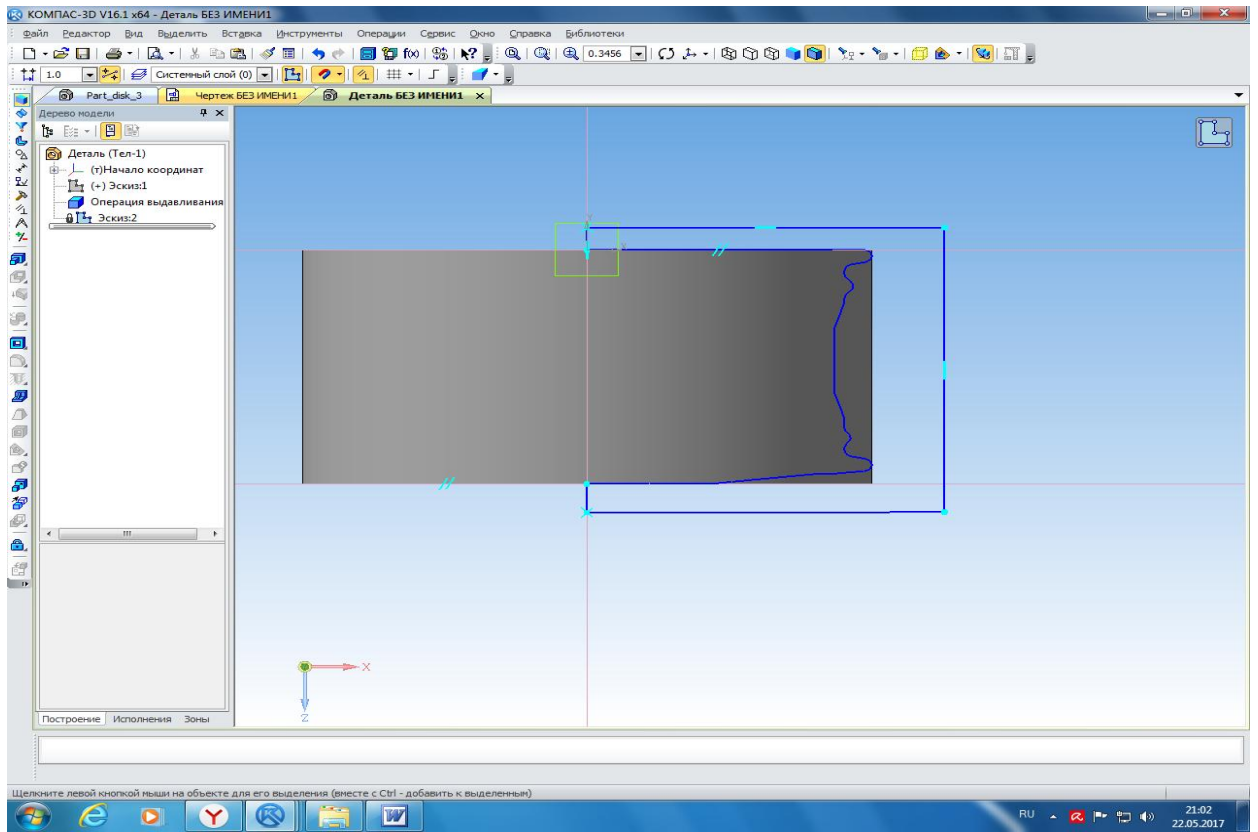 КОМПАС-3D V16.1 x64 - Деталь БЕЗ ИМЕНИ1
Файл Редактор Вид Выделить Вставка Инструменты Операции Сервис Окно Справка Библиотеки
0.3456
1.0 Системный слой (0)
Part_disk_3 Чертеж БЕЗ ИМЕНИ1 Деталь БЕЗ ИМЕНИ1
Дерево модели
Деталь (Тел-1)
(т)Начало координат
(+) Эскиз:1
Операция выдавливания
Эскиз:2
X
Z
Построение Исполнения Зоны
Щелкните левой кнопкой мыши на объекте для его выделения (вместе с Ctrl - добавить к выделенным)
RU 21:02
22.05.2017